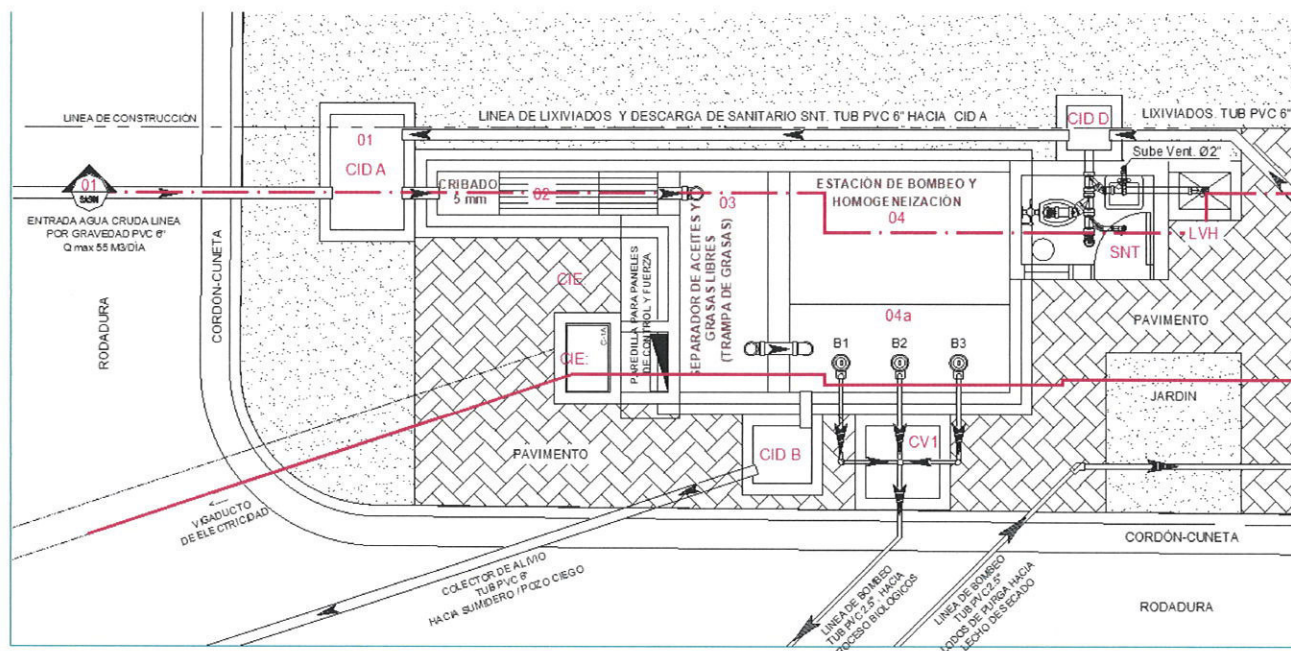 LINEA DE CONSTRUCCIÓN
LINEA DE LIXIVIADOS Y DESCARGA DE SANITARIO SNT. TUB PVC 6" HACIA CID A
CID D
LIXIVIADOS. TUB PVC 6"
Sube Vent. Ø2"
01
CID A
01
ENTRADA AGUA CRUDA LINEA
POR GRAVEDAD PVC 6"
Q max 55 M3/DÍA
CRIBADO
5 mm
02
03
SEPARADOR DE ACEITES Y
GRASAS LIBRES
(TRAMPA DE GRASAS)
ESTACIÓN DE BOMBEO Y
HOMOGENEIZACIÓN
04
04a
SNT
LVH
RODADURA
CORDÓN-CUNETA
CIE
CIE:
PAREDILLA PARA PANELES
DE CONTROL Y FUERZA
B1
B2
B3
PAVIMENTO
JARDIN
PAVIMENTO
CID B
CV1
VIGADUCTO
DE ELECTRICIDAD
COLECTOR DE ALIVIO
TUB PVC 6"
HACIA SUMIDERO / POZO CIEGO
LINEA DE BOMBEO
TUB PVC 2.5", HACIA
PROCESO BIOLOGICOS
LINEA DE BOMBEO
TUB PVC2.5"
LODOS DE PURGA HACIA
LECHO DE SECADO
CORDÓN-CUNETA
RODADURA